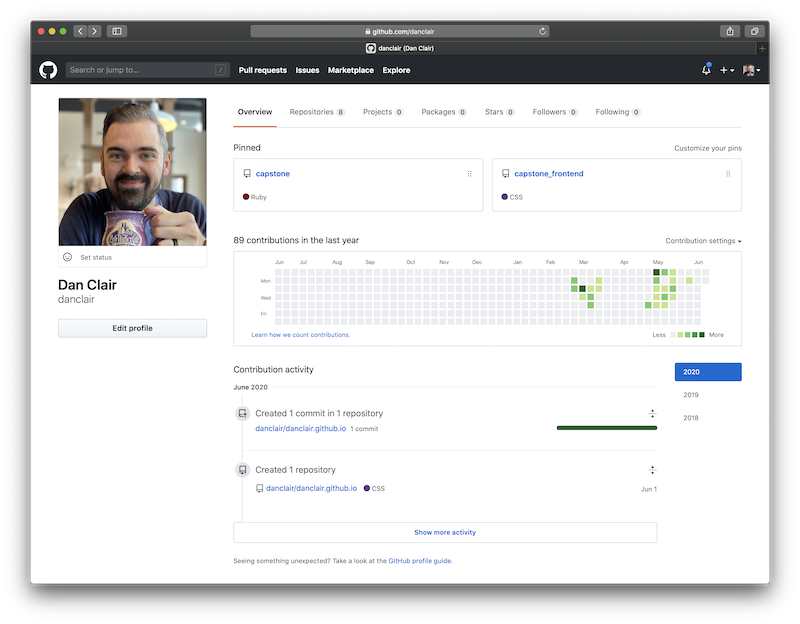 github.com/danclair
danclair (Dan Clair)
Search or jump to... /
Pull requests Issues Marketplace Explore
Overview Repositories 8 Projects 0 Packages 0 Stars 0 Followers 0 Following 0
Pinned Customize your pins
capstone
Ruby
capstone_frontend
CSS
Set status
Dan Clair
danclair
Edit profile
89 contributions in the last year Contribution settings
Jun Jul Aug Sep Oct Nov Dec Jan Feb Mar Apr May Jun
Mon
Wed
Fri
Learn how we count contributions. Less More
Contribution activity
2020
2019
2018
June 2020
Created 1 commit in 1 repository
danclair/danclair.github.io 1 commit
Created 1 repository
danclair/danclair.github.io CSS Jun 1
Show more activity
Seeing something unexpected? Take a look at the GitHub profile guide.